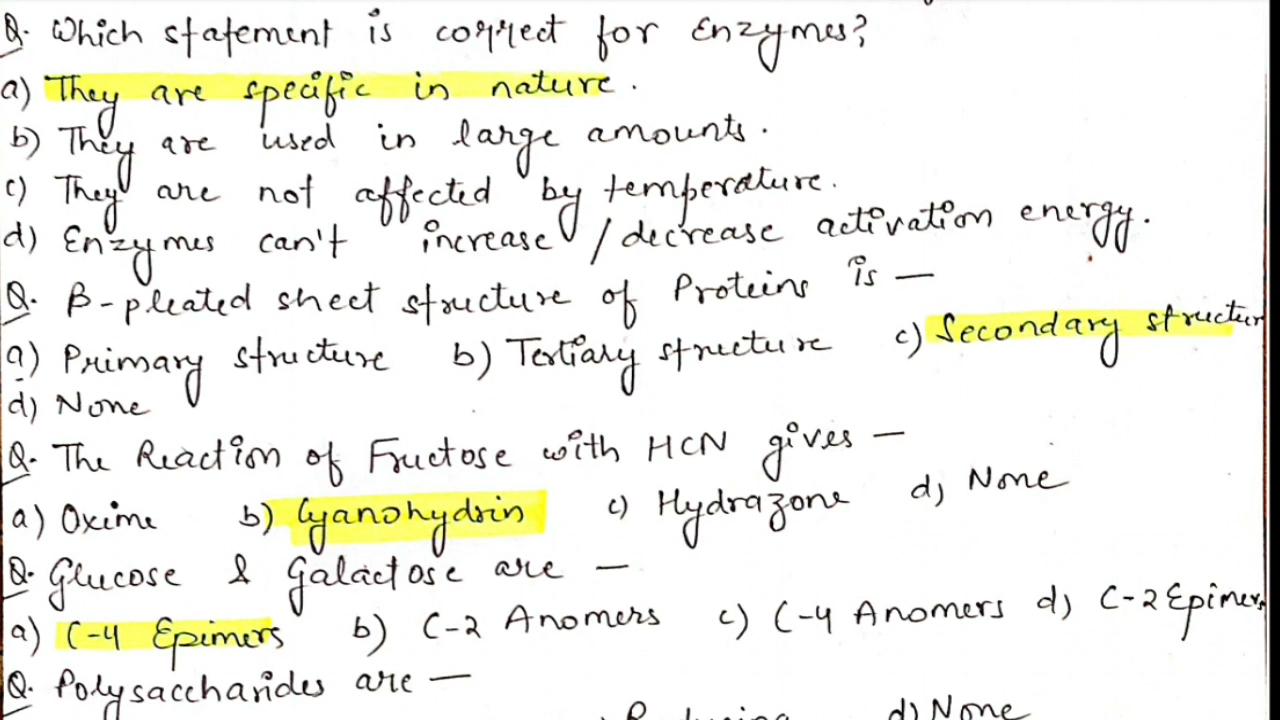 Q. Which statement is correct for Enzymes?
a) They are specific in nature.
b) They are used in large amounts.
c) They are not affected by temperature.
d) Enzymes can't increase / decrease activation energy.
Q. β-pleated sheet structure of Proteins is —
a) Primary structure b) Tertiary structure c) Secondary structur
d) None
Q. The Reaction of Fructose with HCN gives —
a) Oxime b) Cyanohydrin c) Hydrazone d) None
Q. Glucose & Galactose are —
a) C-4 Epimers b) C-2 Anomers c) C-4 Anomers d) C-2 Epimers
Q. Polysaccharides are —
d) None